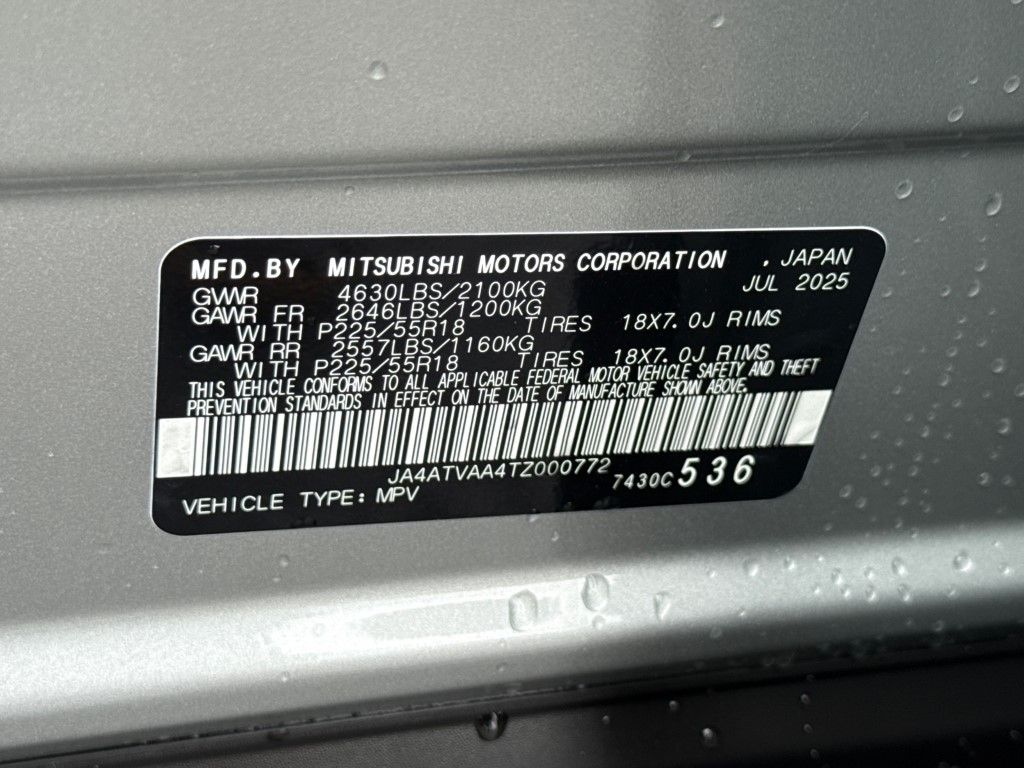 MFD.BY MITSUBISHI MOTORS CORPORATION , JAPAN
JUL 2025
GVWR 4630LBS/2100KG
GAWR FR 2646LBS/1200KG
WITH P225/55R18 TIRES 18X7.0J RIMS
GAWR RR 2557LBS/1160KG
WITH P225/55R18 TIRES 18X7.0J RIMS
THIS VEHICLE CONFORMS TO ALL APPLICABLE FEDERAL MOTOR VEHICLE SAFETY AND THEFT
PREVENTION STANDARDS IN EFFECT ON THE DATE OF MANUFACTURE SHOWN ABOVE.
JA4ATVAA4TZ000772
7430C 536
VEHICLE TYPE: MPV